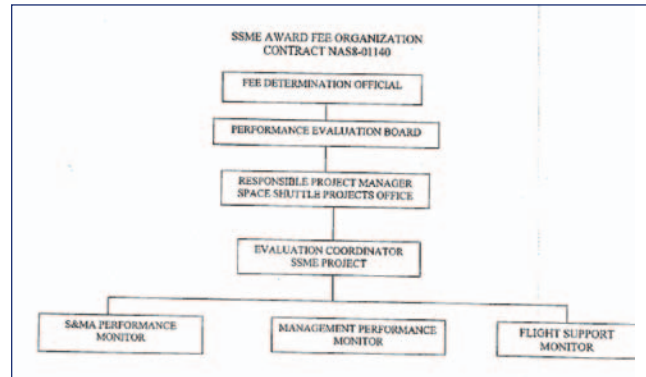 SSME AWARD FEE ORGANIZATION
CONTRACT NAS8-01140
FEE DETERMINATION OFFICIAL
PERFORMANCE EVALUATION BOARD
RESPONSIBLE PROJECT MANAGER
SPACE SHUTTLE PROJECTS OFFICE
EVALUATION COORDINATOR
SSME PROJECT
S&MA PERFORMANCE
MONITOR
MANAGEMENT PERFORMANCE
MONITOR
FLIGHT SUPPORT
MONITOR